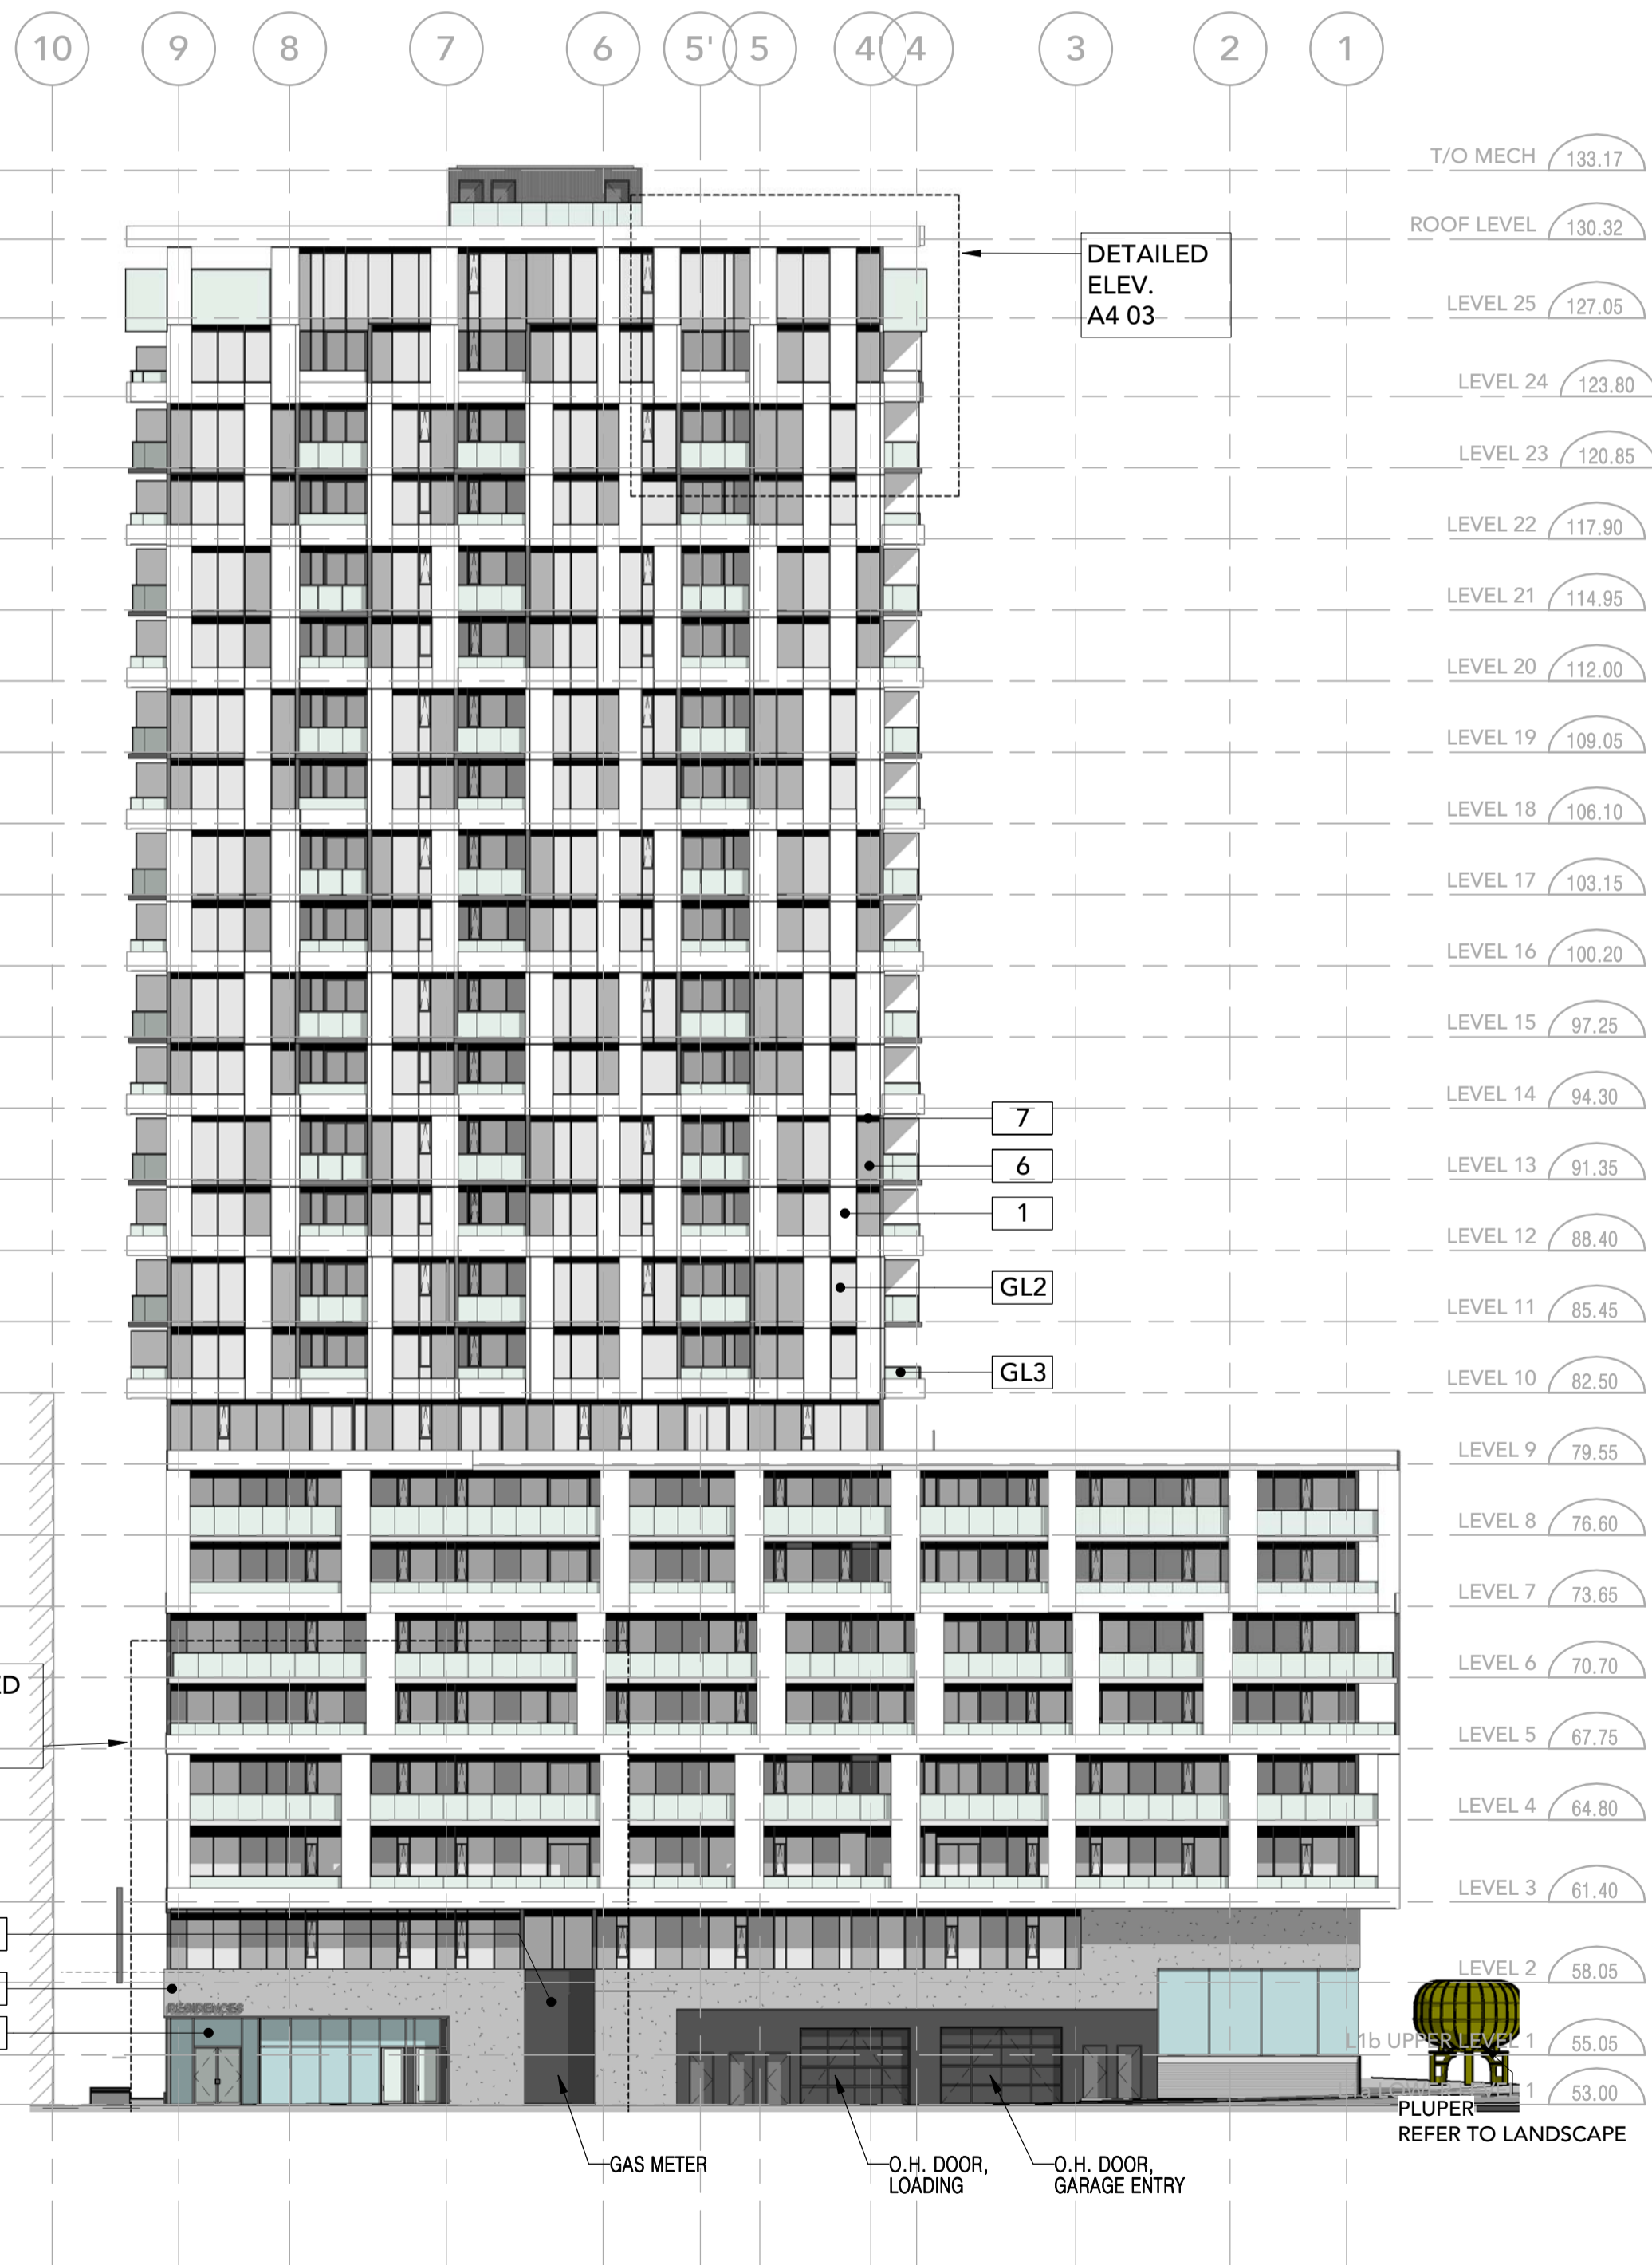 10 9 8 7 6 5' 5 4' 4 3 2 1
T/O MECH 133.17
ROOF LEVEL 130.32
DETAILED
ELEV.
A4 03
LEVEL 25 127.05
LEVEL 24 123.80
LEVEL 23 120.85
LEVEL 22 117.90
LEVEL 21 114.95
LEVEL 20 112.00
LEVEL 19 109.05
LEVEL 18 106.10
LEVEL 17 103.15
LEVEL 16 100.20
LEVEL 15 97.25
LEVEL 14 94.30
7
6
LEVEL 13 91.35
1
LEVEL 12 88.40
GL2
LEVEL 11 85.45
GL3
LEVEL 10 82.50
LEVEL 9 79.55
LEVEL 8 76.60
LEVEL 7 73.65
LEVEL 6 70.70
ED
LEVEL 5 67.75
LEVEL 4 64.80
LEVEL 3 61.40
LEVEL 2 58.05
RESIDENCES
L1b UPPER LEVEL 1 55.05
1 53.00
PLUPER
REFER TO LANDSCAPE
GAS METER
O.H. DOOR,
LOADING
O.H. DOOR,
GARAGE ENTRY